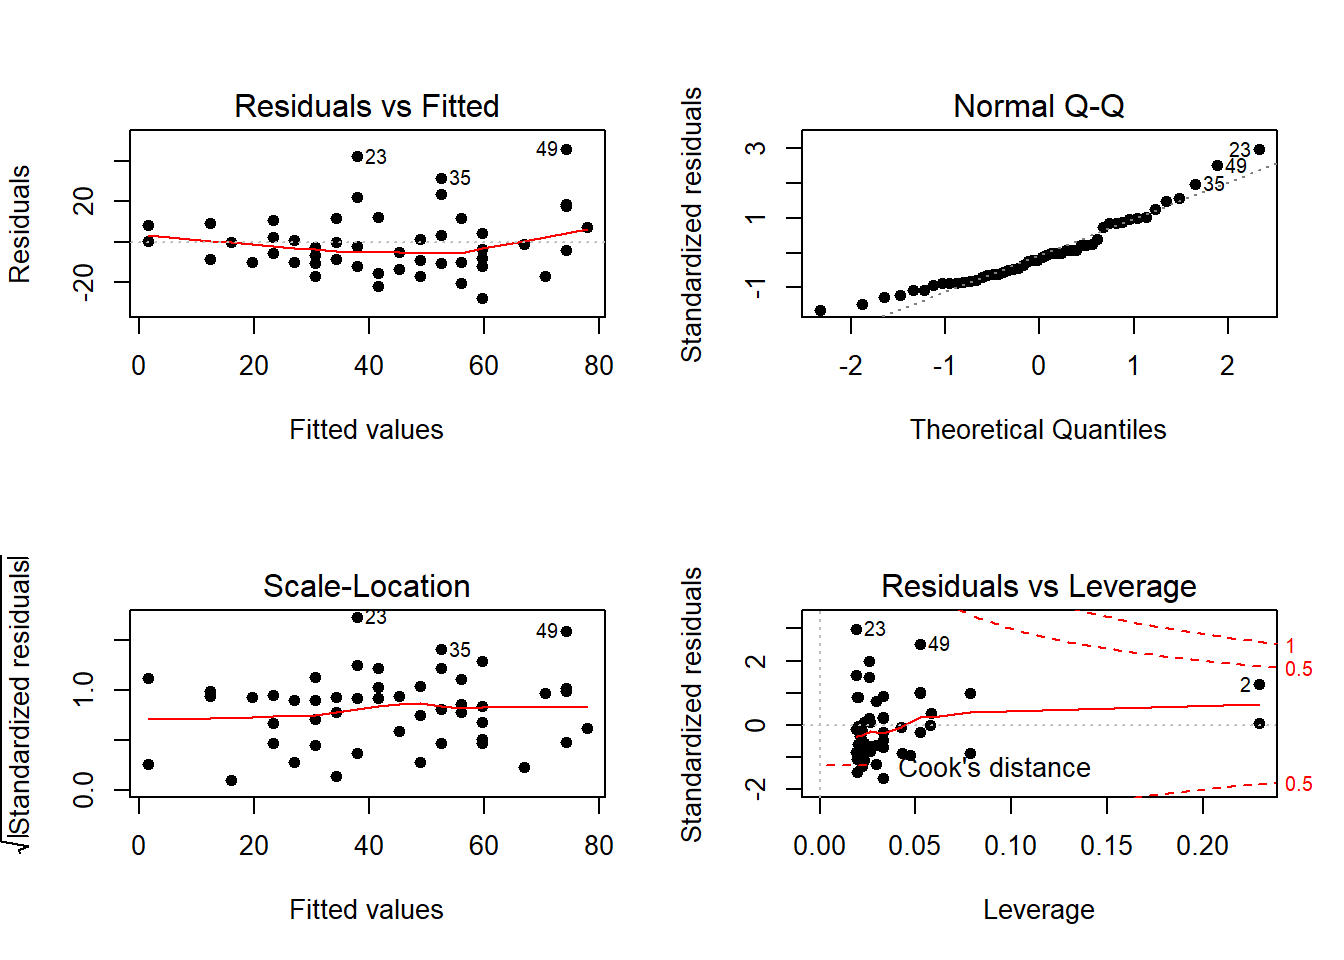 Residuals vs Fitted
Residuals
20
-20
23
35
49
0 20 40 60 80
Fitted values
Normal Q-Q
Standardized residuals
3
1
-1
23
49
35
-2 -1 0 1 2
Theoretical Quantiles
Scale-Location
√|Standardized residuals|
1.0
0.0
23
35
49
0 20 40 60 80
Fitted values
Residuals vs Leverage
Standardized residuals
2
0
-2
23
49
2
1
0.5
0.5
Cook's distance
0.00 0.05 0.10 0.15 0.20
Leverage